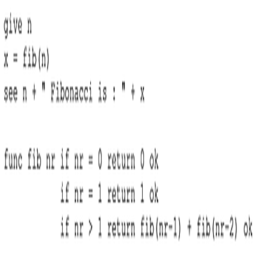 give n
x = fib(n)
see n + " Fibonacci is : " + x
func fib nr if nr = 0 return 0 ok
if nr = 1 return 1 ok
if nr > 1 return fib(nr-1) + fib(nr-2) ok